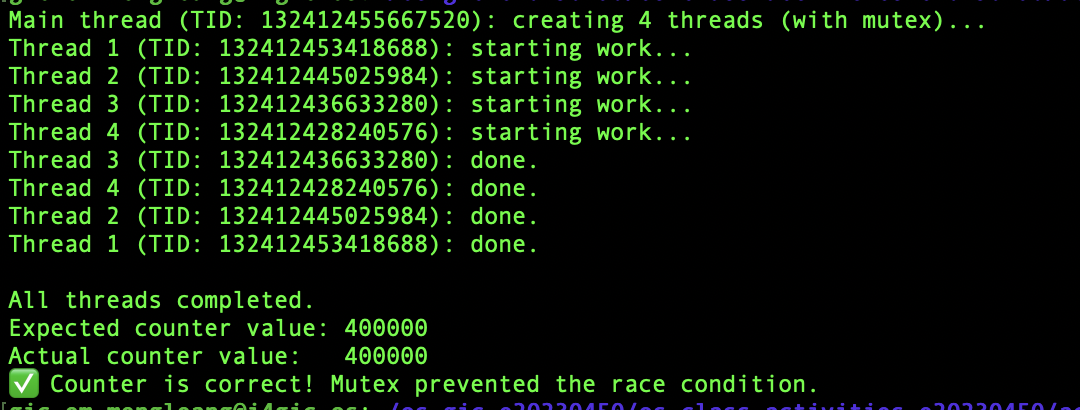 Main thread (TID: 132412455667520): creating 4 threads (with mutex)...
Thread 1 (TID: 132412453418688): starting work...
Thread 2 (TID: 132412445025984): starting work...
Thread 3 (TID: 132412436633280): starting work...
Thread 4 (TID: 132412428240576): starting work...
Thread 3 (TID: 132412436633280): done.
Thread 4 (TID: 132412428240576): done.
Thread 2 (TID: 132412445025984): done.
Thread 1 (TID: 132412453418688): done.
All threads completed.
Expected counter value: 400000
Actual counter value:   400000
✅ Counter is correct! Mutex prevented the race condition.